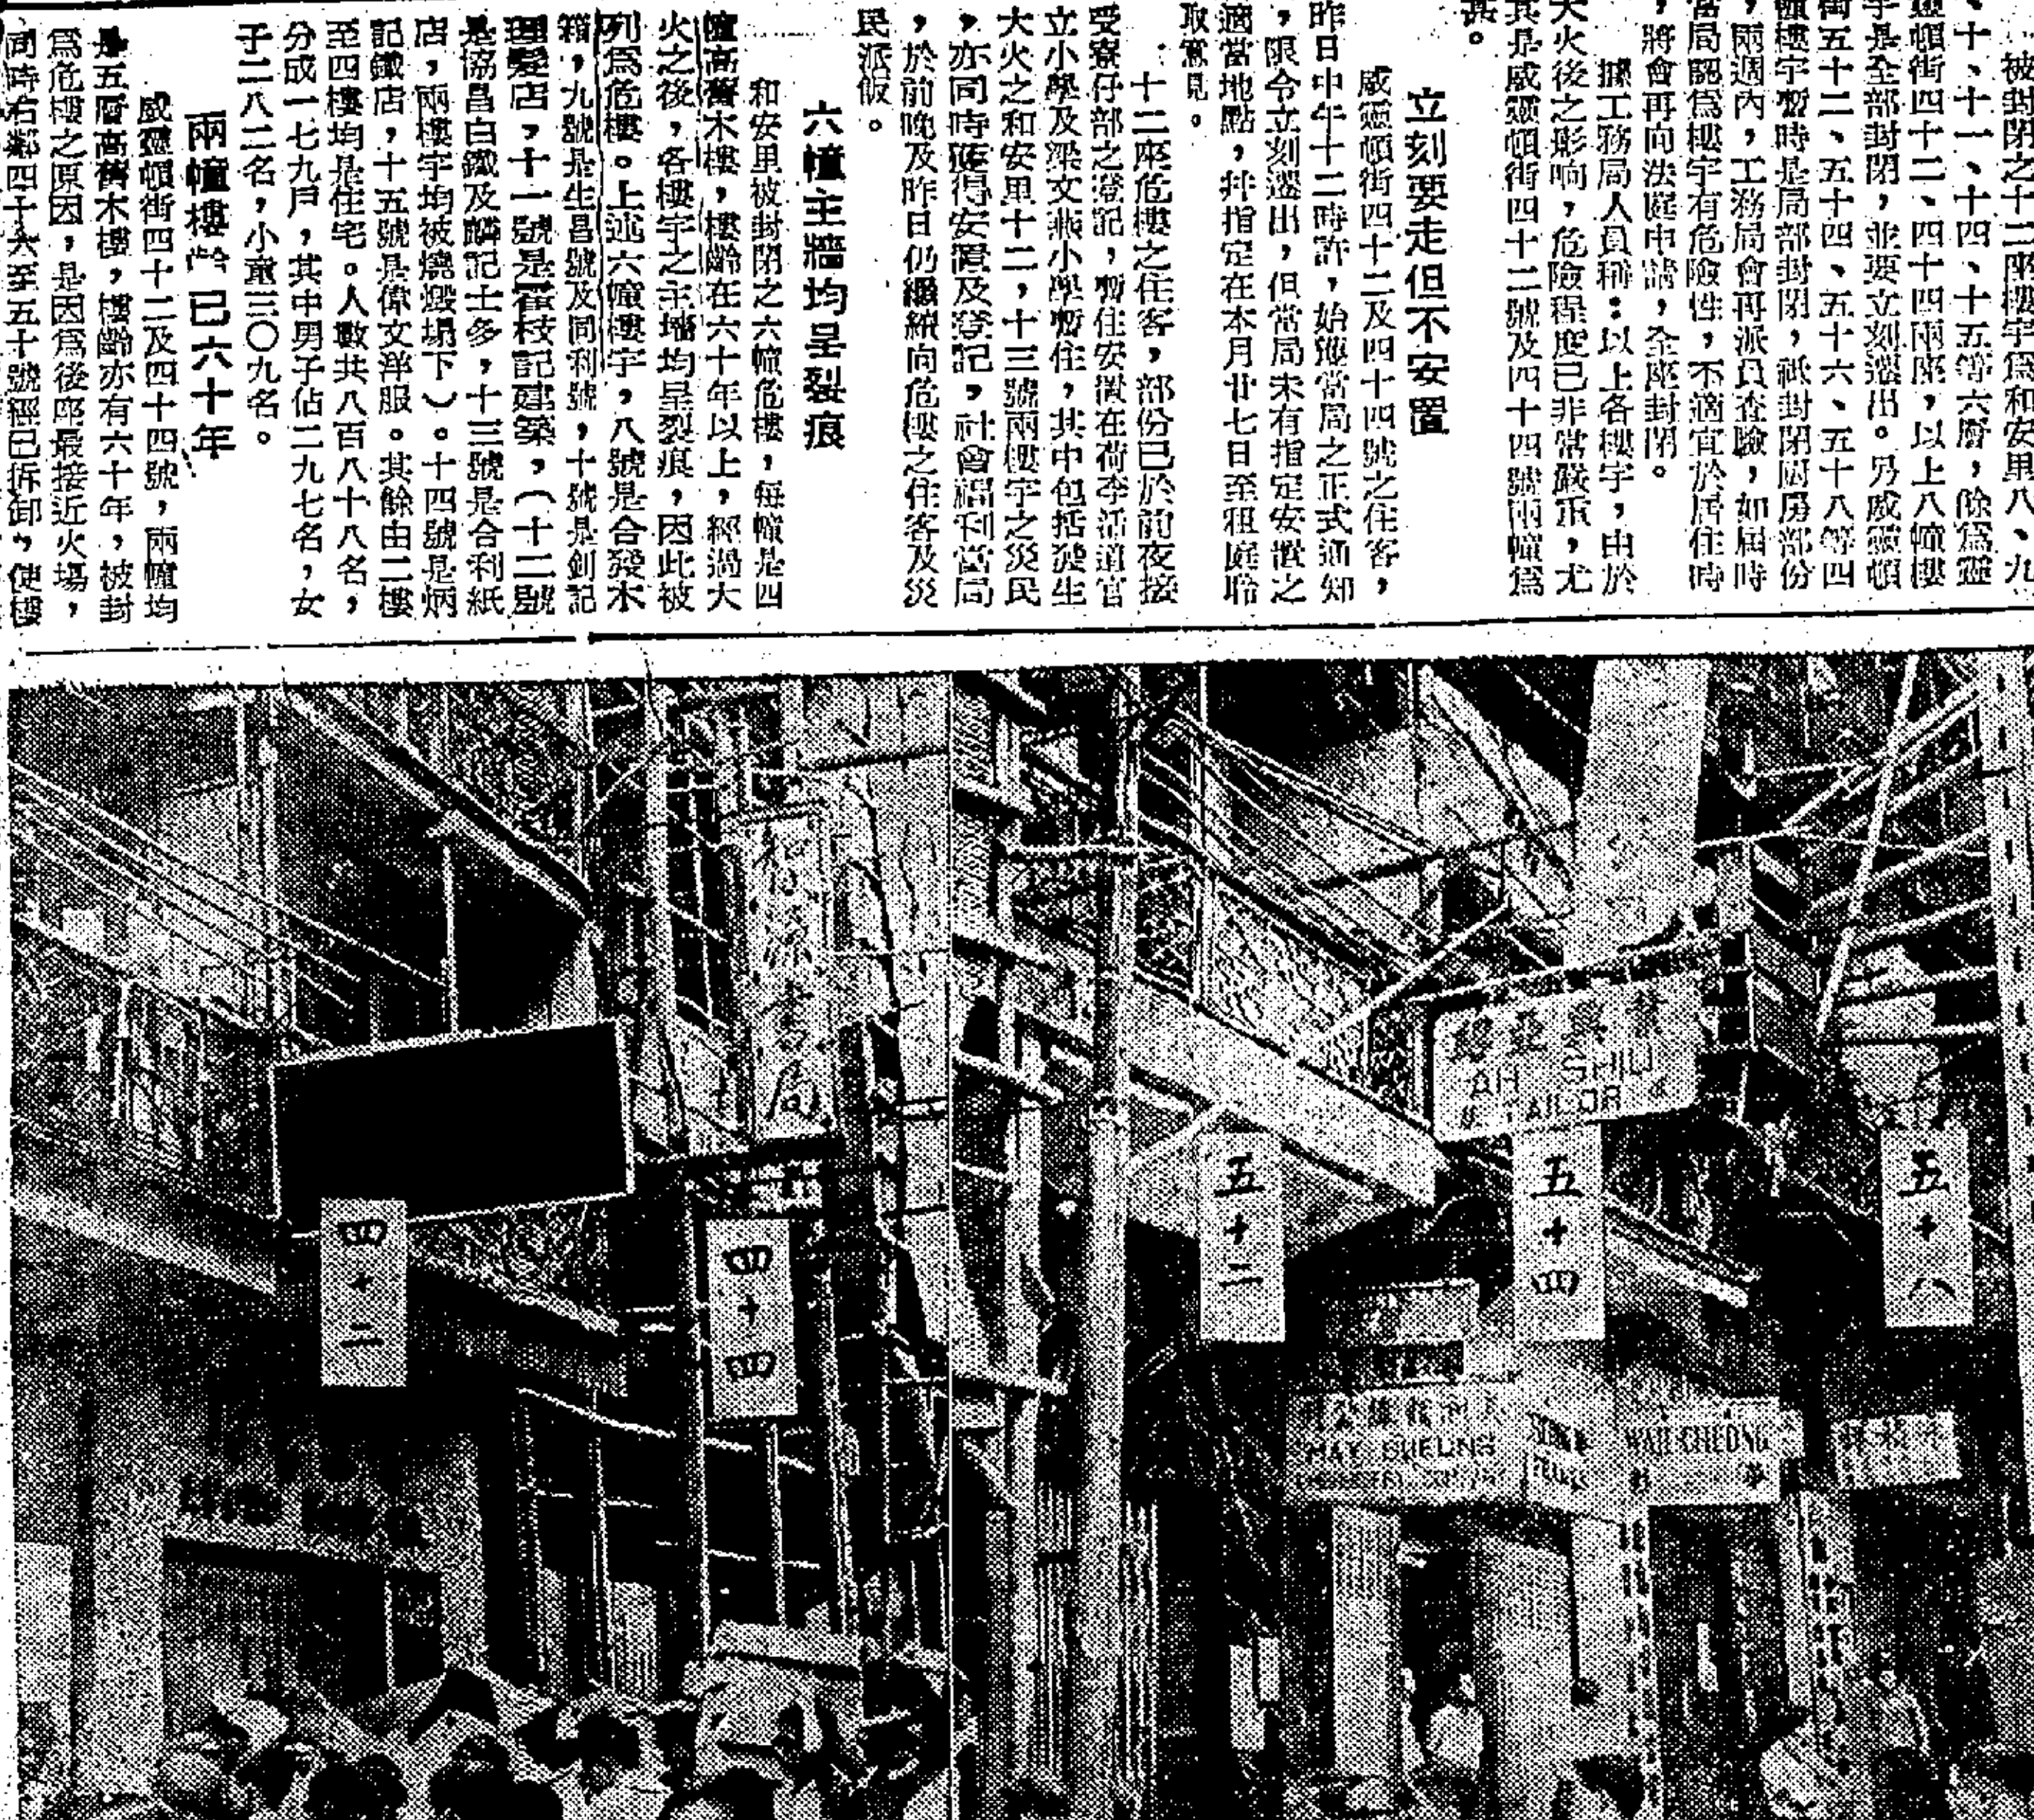 被封閉之十二座樓宇爲和安里八、九
、十、十一、十四、十五等六層，餘爲靈
靈頓街四十二、四十四兩座，以上八幢樓
宇是全部封閉，並要立刻遷出。另威靈頓
街五十二、五十四、五十六、五十八等四
幢樓宇暫時是局部封閉，祇封閉厨房部份
，兩週內，工務局會再派員查驗，如屆時
當局認爲樓宇有危險性，不適宜於居住時
，將會再向法庭申請，全座封閉。
據工務局人員稱：以上各樓宇，由於
大火後之影响，危險程度已非常嚴重，尤
其是威靈頓街四十二號及四十四號兩幢爲
甚。
立刻要走但不安置
威靈頓街四十二及四十四號之住客，
昨日中午十二時許，始獲當局之正式通知
，限令立刻遷出，但當局未有指定安置之
適當地點，幷指定在本月廿七日至租庭聆
取意見。
十二座危樓之住客，部份已於前夜接
受寮仔部之登記，暫住安置在荷李活道官
立小學及梁文燕小學暫住，其中包括發生
大火之和安里十二，十三號兩樓宇之災民
，亦同時獲得安置及登記，社會福利當局
，於前晚及昨日仍繼續向危樓之住客及災
民派飯。
六幢主牆均呈裂痕
和安里被封閉之六幢危樓，每幢是四
幢高舊木樓，樓齡在六十年以上，經過大
火之後，各樓宇之主墻均呈裂痕，因此被
列爲危樓。上述六幢樓宇，八號是合發木
箱，九號是生昌號及同利號，十號是釗記
理髮店，十一號是霍枝記建築，（十二號
是協昌白鐵及麟記士多，十三號是合利紙
店，兩樓宇均被燒燬塌下）。十四號是炳
記鐵店，十五號是偉文洋服。其餘由二樓
至四樓均是住宅。人數共八百八十八名，
分成一七九戶，其中男子佔二九七名，女
子二八二名，小童三〇九名。
兩幢樓齡已六十年
威靈頓街四十二及四十四號，兩幢均
是五層高舊木樓，樓齡亦有六十年，被封
爲危樓之原因，是因爲後座最接近火場，
同時右鄰四十六至五十號經已拆卸，使樓
書局
四十二
四十四
五十二
AH SHIU
TAILOR
五十四
五十八
WAH CHEONG